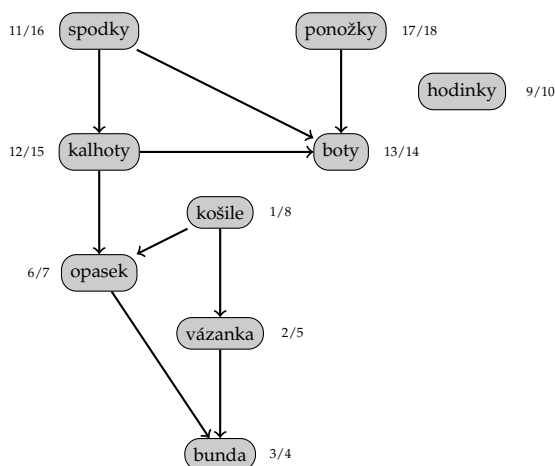 11/16 spodky ponožky 17/18
hodinky 9/10
12/15 kalhoty boty 13/14
košile 1/8
6/7 opasek
vázanka 2/5
bunda 3/4